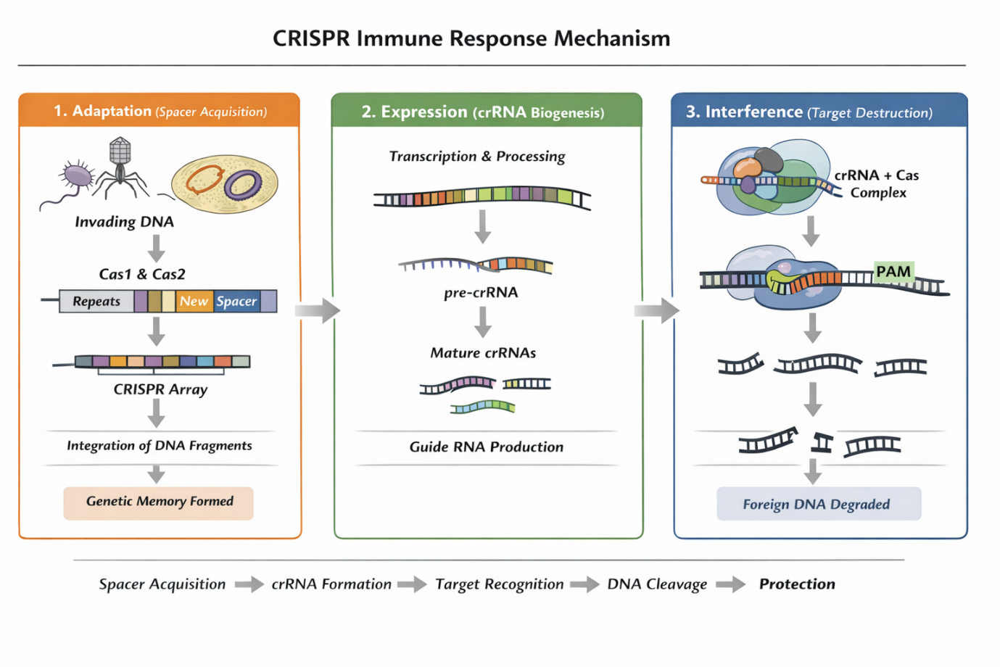 CRISPR Immune Response Mechanism
1. Adaptation (Spacer Acquisition)
Invading DNA
Cas1 & Cas2
Repeats New Spacer
CRISPR Array
Integration of DNA Fragments
Genetic Memory Formed
2. Expression (crRNA Biogenesis)
Transcription & Processing
pre-crRNA
Mature crRNAs
Guide RNA Production
3. Interference (Target Destruction)
crRNA + Cas
Complex
PAM
Foreign DNA Degraded
Spacer Acquisition crRNA Formation Target Recognition DNA Cleavage Protection